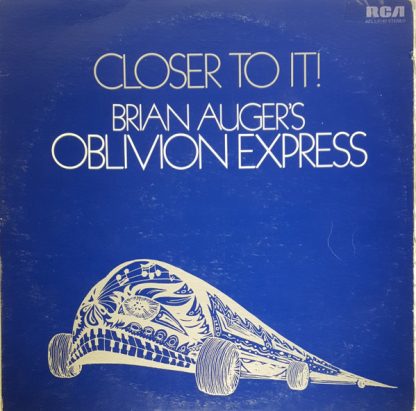 RCA
CLOSER TO IT!
BRIAN AUGER'S
OBLIVION EXPRESS